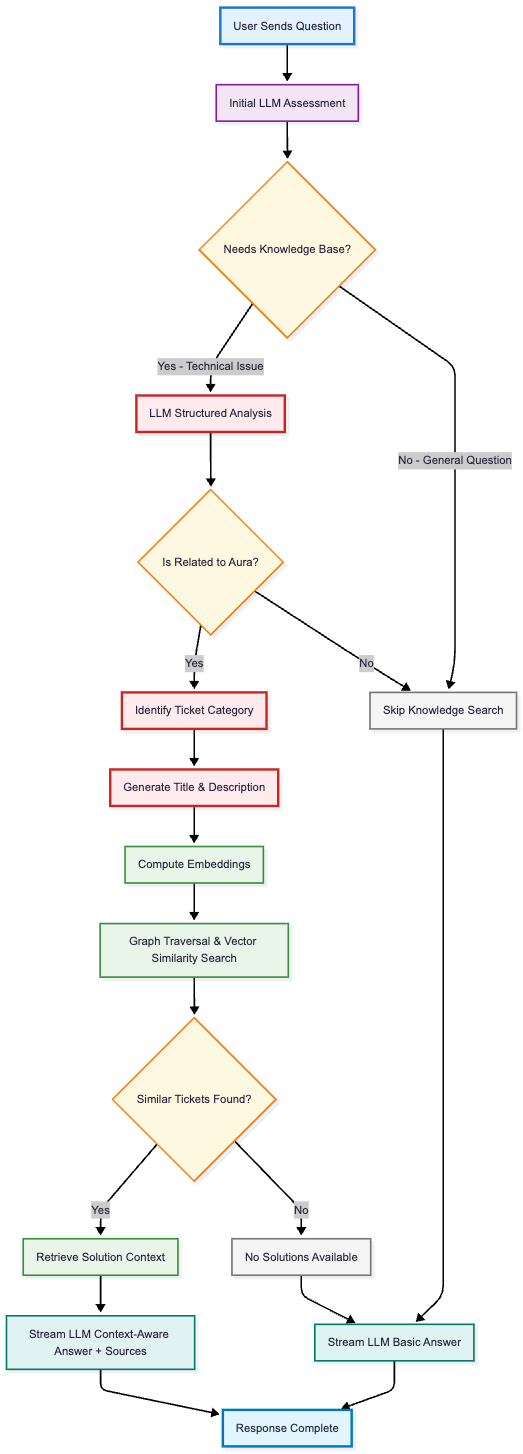 User Sends Question
Initial LLM Assessment
Needs Knowledge Base?
Yes - Technical Issue
LLM Structured Analysis
No - General Question
Is Related to Aura?
Yes
No
Identify Ticket Category
Skip Knowledge Search
Generate Title & Description
Compute Embeddings
Graph Traversal & Vector
Similarity Search
Similar Tickets Found?
Yes
No
Retrieve Solution Context
No Solutions Available
Stream LLM Context-Aware
Answer + Sources
Stream LLM Basic Answer
Response Complete